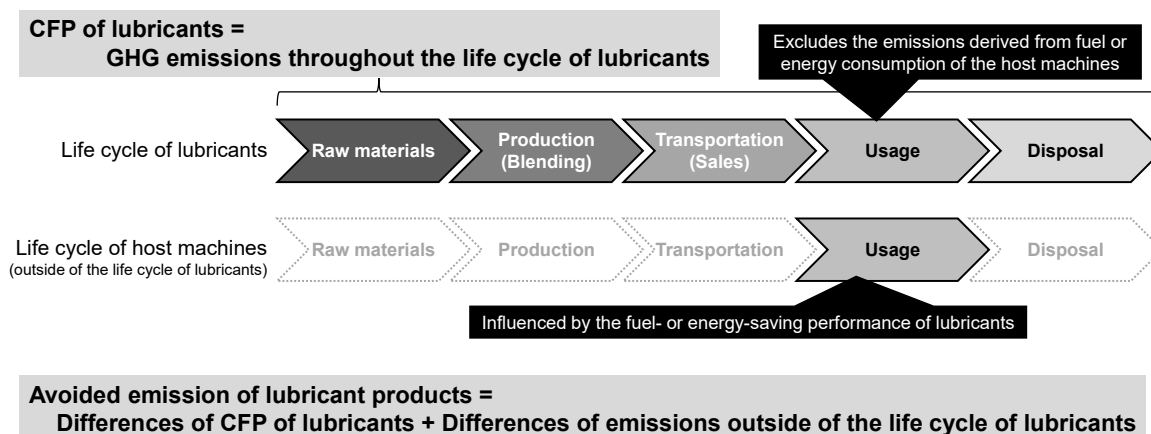 CFP of lubricants =
GHG emissions throughout the life cycle of lubricants
Excludes the emissions derived from fuel or
energy consumption of the host machines
Life cycle of lubricants
Raw materials
Production
(Blending)
Transportation
(Sales)
Usage
Disposal
Life cycle of host machines
(outside of the life cycle of lubricants)
Raw materials
Production
Transportation
Usage
Disposal
Influenced by the fuel- or energy-saving performance of lubricants
Avoided emission of lubricant products =
Differences of CFP of lubricants + Differences of emissions outside of the life cycle of lubricants